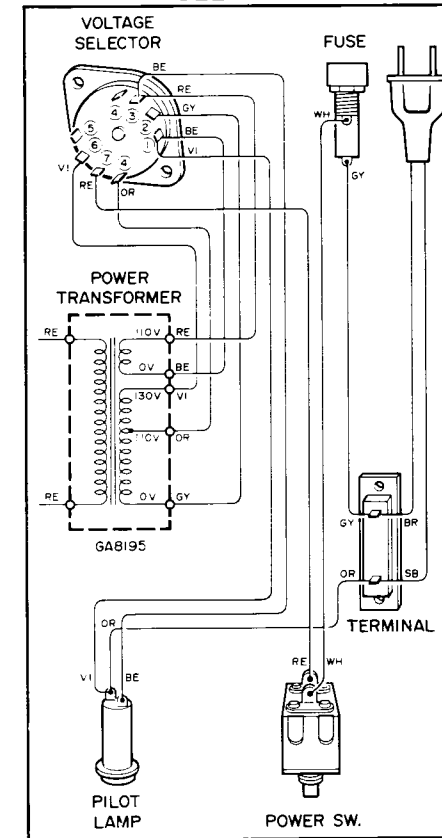 VOLTAGE
SELECTOR
FUSE
BE
RE
GY
BE
VI
WH
4
3
2
1
5
6
7
4
VI
RE
OR
GY
POWER
TRANSFORMER
RE
110V
RE
0V
BE
130V
VI
110V
OR
RE
0V
GY
GA8195
GY
BR
OR
SB
TERMINAL
OR
VI
BE
RE
WH
PILOT
LAMP
POWER SW.